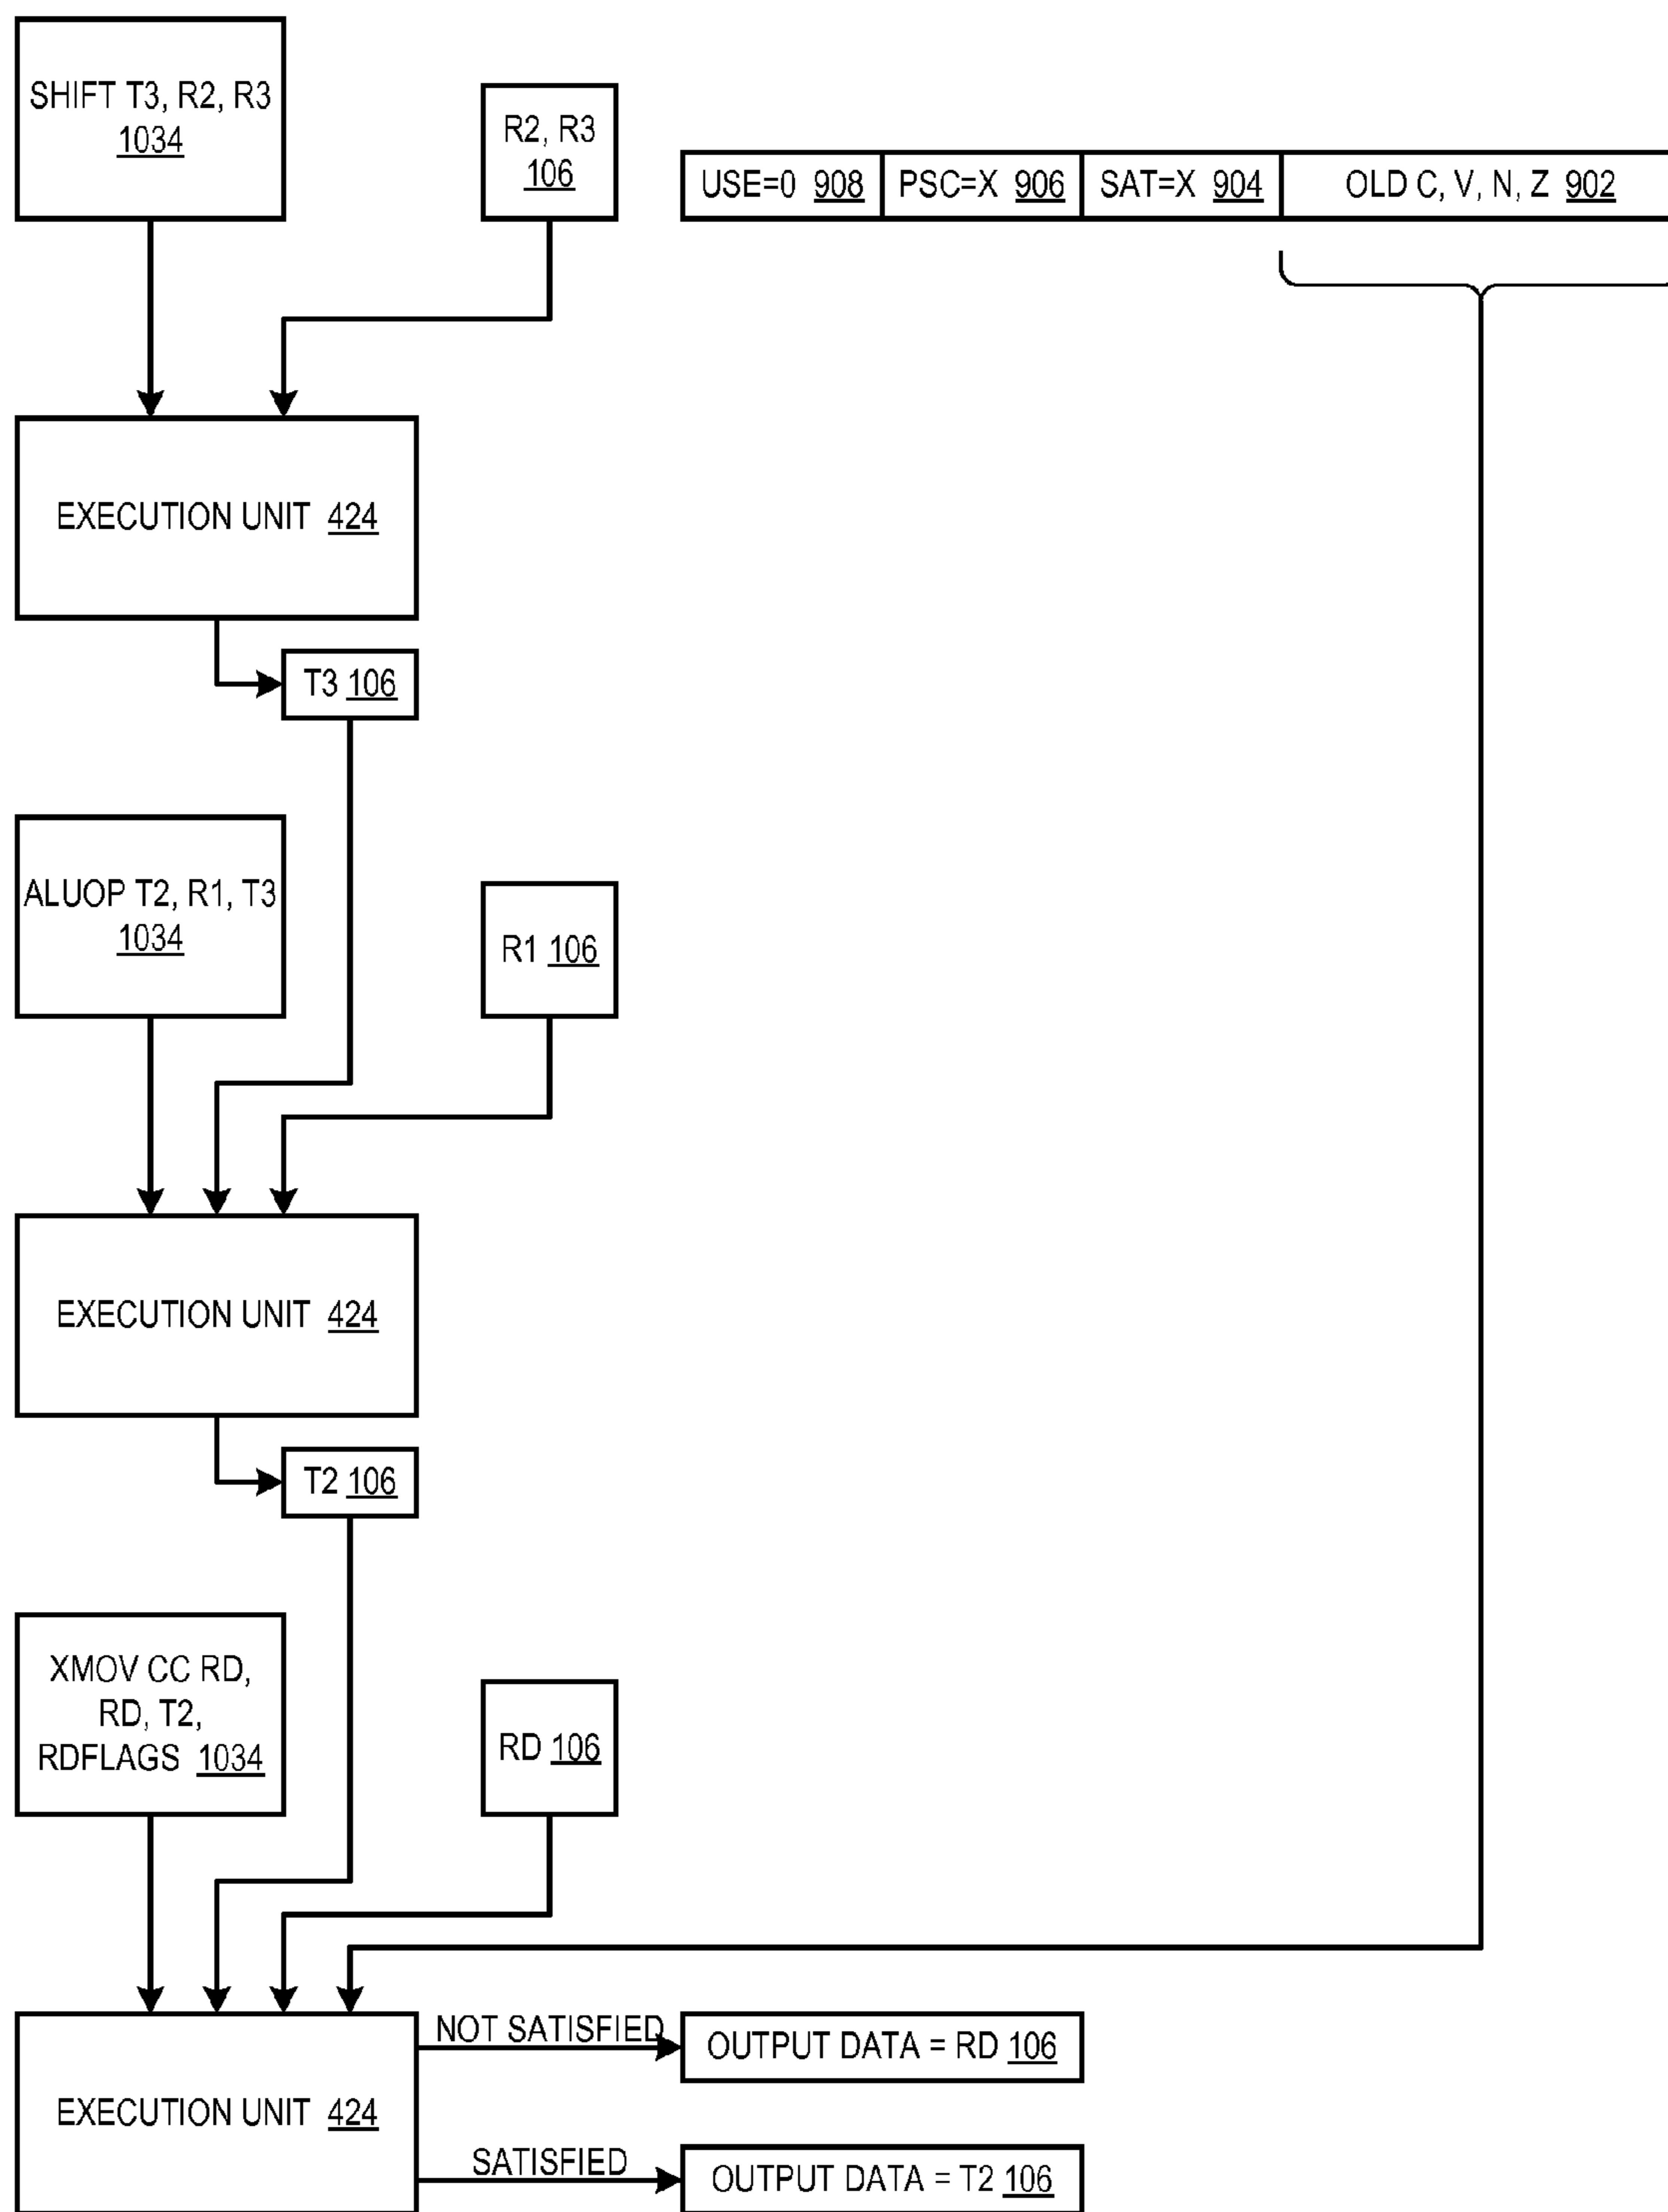 SHIFT T3, R2, R3
1034
R2, R3
106
USE=0 908
PSC=X 906
SAT=X 904
OLD C, V, N, Z 902
EXECUTION UNIT 424
T3 106
ALUOP T2, R1, T3
1034
R1 106
EXECUTION UNIT 424
T2 106
XMOV CC RD,
RD, T2,
RDFLAGS 1034
RD 106
NOT SATISFIED
OUTPUT DATA = RD 106
EXECUTION UNIT 424
SATISFIED
OUTPUT DATA = T2 106